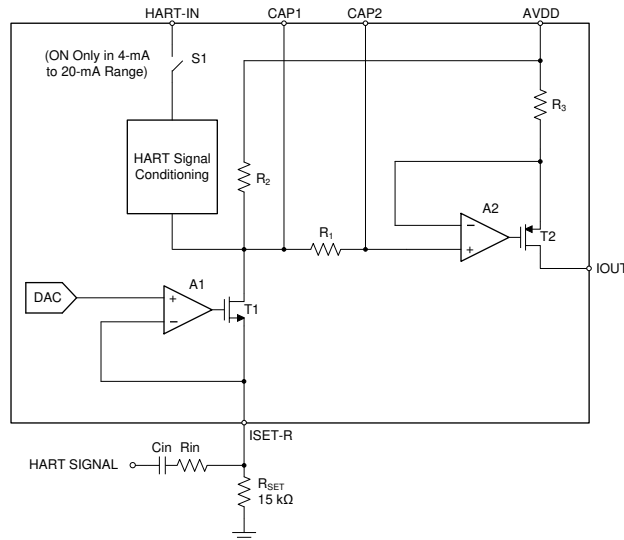 HART-IN
CAP1
CAP2
AVDD
(ON Only in 4-mA
to 20-mA Range)
S1
R3
HART Signal
Conditioning
R2
A2
R1
−
+
T2
IOUT
A1
DAC
+
−
T1
ISET-R
Cin
Rin
HART SIGNAL
RSET
15 kΩ